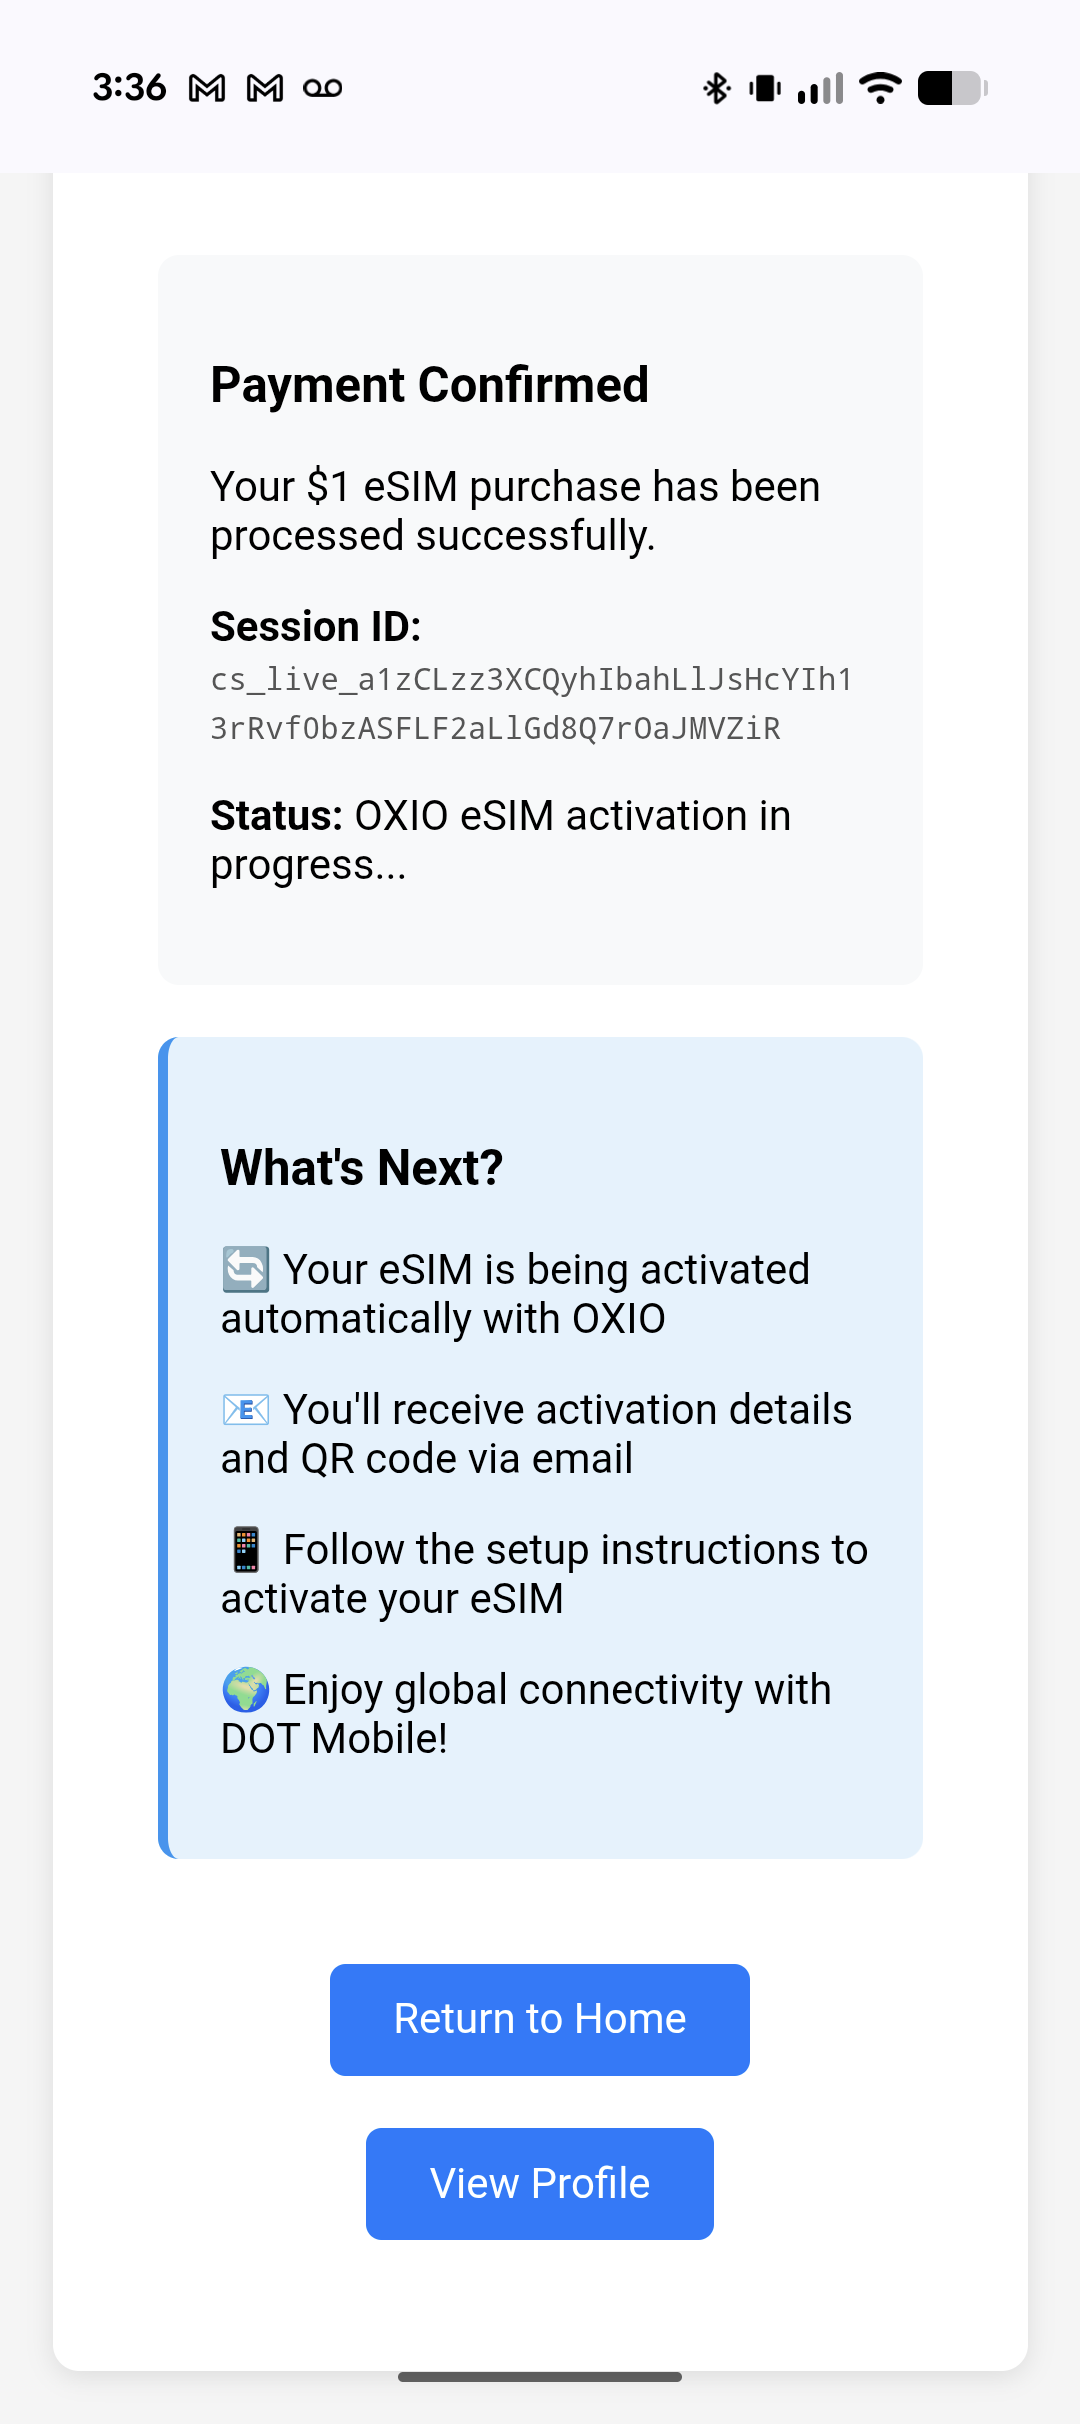 3:36
Payment Confirmed
Your $1 eSIM purchase has been
processed successfully.
Session ID:
cs_live_a1zCLzz3XCQyhIbahLlJsHcYIh1
3rRvf0bzASFLF2aLlGd8Q7rOaJMVZiR
Status: OXIO eSIM activation in
progress...
What's Next?
🔄 Your eSIM is being activated
automatically with OXIO
📧 You'll receive activation details
and QR code via email
📱 Follow the setup instructions to
activate your eSIM
🌍 Enjoy global connectivity with
DOT Mobile!
Return to Home
View Profile